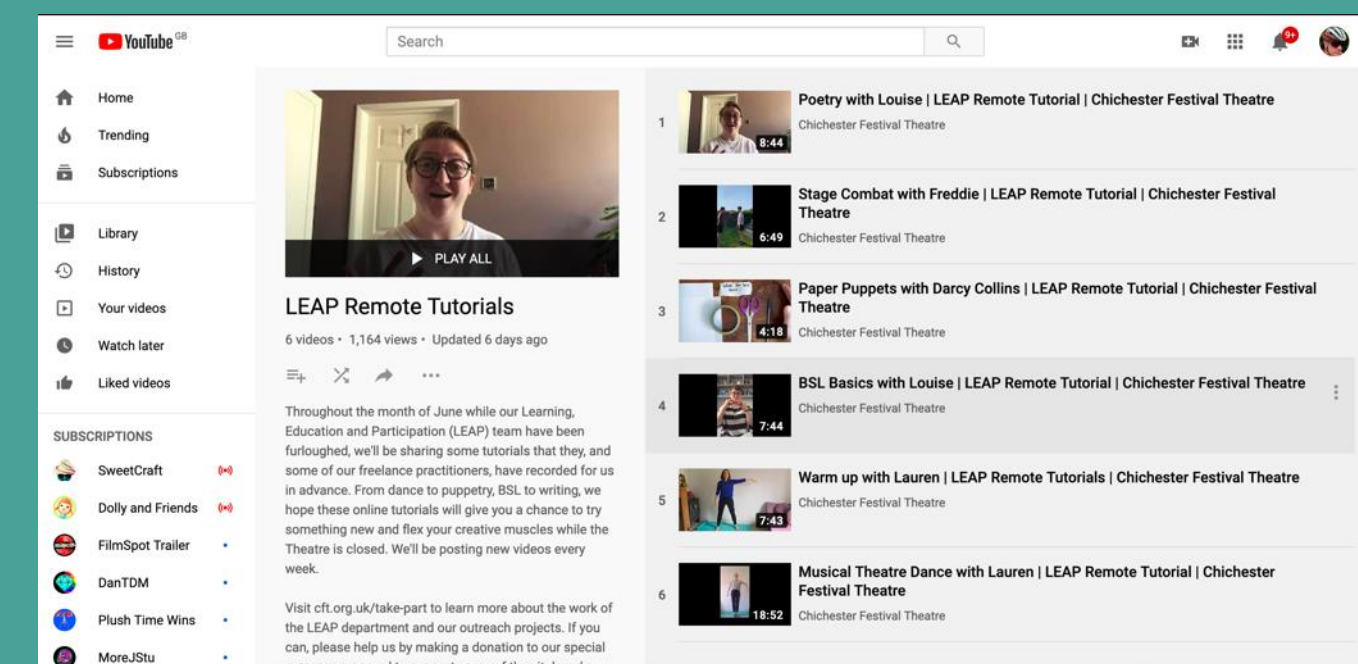 YouTube GB
Search
9+
Home
Trending
Subscriptions
Library
History
Your videos
Watch later
Liked videos
SUBSCRIPTIONS
SweetCraft
Dolly and Friends
FilmSpot Trailer
DanTDM
Plush Time Wins
MoreJStu
PLAY ALL
LEAP Remote Tutorials
6 videos • 1,164 views • Updated 6 days ago
Throughout the month of June while our Learning,
Education and Participation (LEAP) team have been
furloughed, we'll be sharing some tutorials that they, and
some of our freelance practitioners, have recorded for us
in advance. From dance to puppetry, BSL to writing, we
hope these online tutorials will give you a chance to try
something new and flex your creative muscles while the
Theatre is closed. We'll be posting new videos every
week.
Visit cft.org.uk/take-part to learn more about the work of
the LEAP department and our outreach projects. If you
can, please help us by making a donation to our special
1
8:44
Poetry with Louise | LEAP Remote Tutorial | Chichester Festival Theatre
Chichester Festival Theatre
2
6:49
Stage Combat with Freddie | LEAP Remote Tutorial | Chichester Festival
Theatre
Chichester Festival Theatre
3
4:18
Paper Puppets with Darcy Collins | LEAP Remote Tutorial | Chichester Festival
Theatre
Chichester Festival Theatre
4
7:44
BSL Basics with Louise | LEAP Remote Tutorial | Chichester Festival Theatre
Chichester Festival Theatre
5
7:43
Warm up with Lauren | LEAP Remote Tutorials | Chichester Festival Theatre
Chichester Festival Theatre
6
18:52
Musical Theatre Dance with Lauren | LEAP Remote Tutorial | Chichester
Festival Theatre
Chichester Festival Theatre